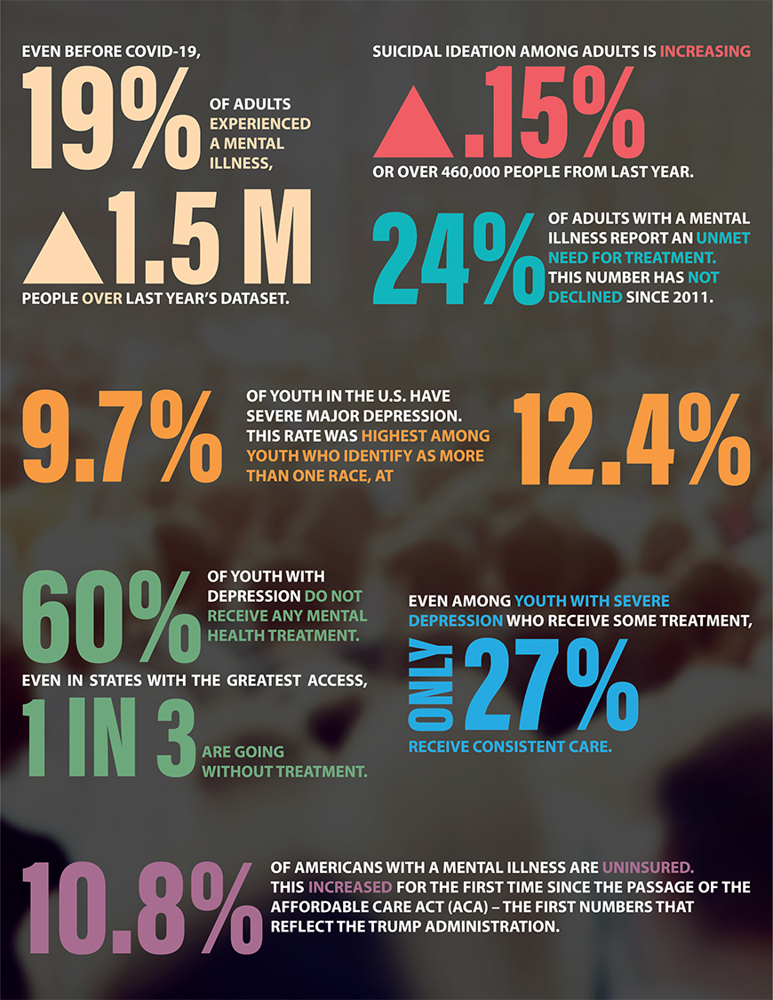 EVEN BEFORE COVID-19,
19%
OF ADULTS
EXPERIENCED
A MENTAL
ILLNESS,
▲1.5 M
PEOPLE OVER LAST YEAR'S DATASET.
SUICIDAL IDEATION AMONG ADULTS IS INCREASING
▲.15%
OR OVER 460,000 PEOPLE FROM LAST YEAR.
24%
OF ADULTS WITH A MENTAL
ILLNESS REPORT AN UNMET
NEED FOR TREATMENT.
THIS NUMBER HAS NOT
DECLINED SINCE 2011.
9.7%
OF YOUTH IN THE U.S. HAVE
SEVERE MAJOR DEPRESSION.
THIS RATE WAS HIGHEST AMONG
YOUTH WHO IDENTIFY AS MORE
THAN ONE RACE, AT
12.4%
60%
OF YOUTH WITH
DEPRESSION DO NOT
RECEIVE ANY MENTAL
HEALTH TREATMENT.
EVEN IN STATES WITH THE GREATEST ACCESS,
1 IN 3
ARE GOING
WITHOUT TREATMENT.
EVEN AMONG YOUTH WITH SEVERE
DEPRESSION WHO RECEIVE SOME TREATMENT,
ONLY
27%
RECEIVE CONSISTENT CARE.
10.8%
OF AMERICANS WITH A MENTAL ILLNESS ARE UNINSURED.
THIS INCREASED FOR THE FIRST TIME SINCE THE PASSAGE OF THE
AFFORDABLE CARE ACT (ACA) – THE FIRST NUMBERS THAT
REFLECT THE TRUMP ADMINISTRATION.